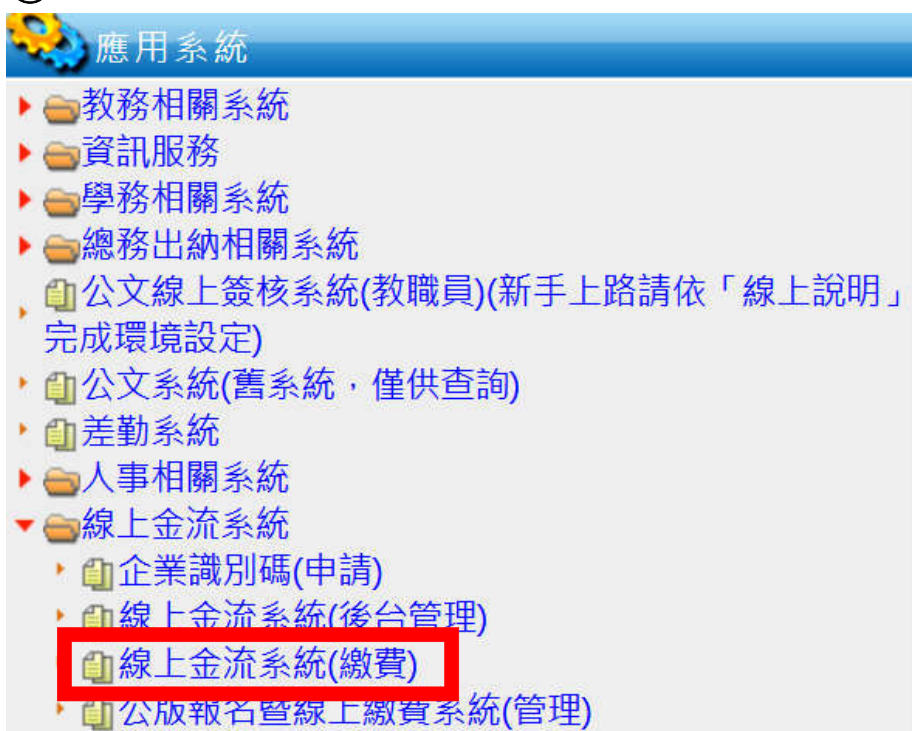 應用系統
教務相關系統
資訊服務
學務相關系統
總務出納相關系統
公文線上簽核系統(教職員)(新手上路請依「線上說明」
完成環境設定)
公文系統(舊系統，僅供查詢)
差勤系統
人事相關系統
線上金流系統
企業識別碼(申請)
線上金流系統(後台管理)
線上金流系統(繳費)
公版報名暨線上繳費系統(管理)